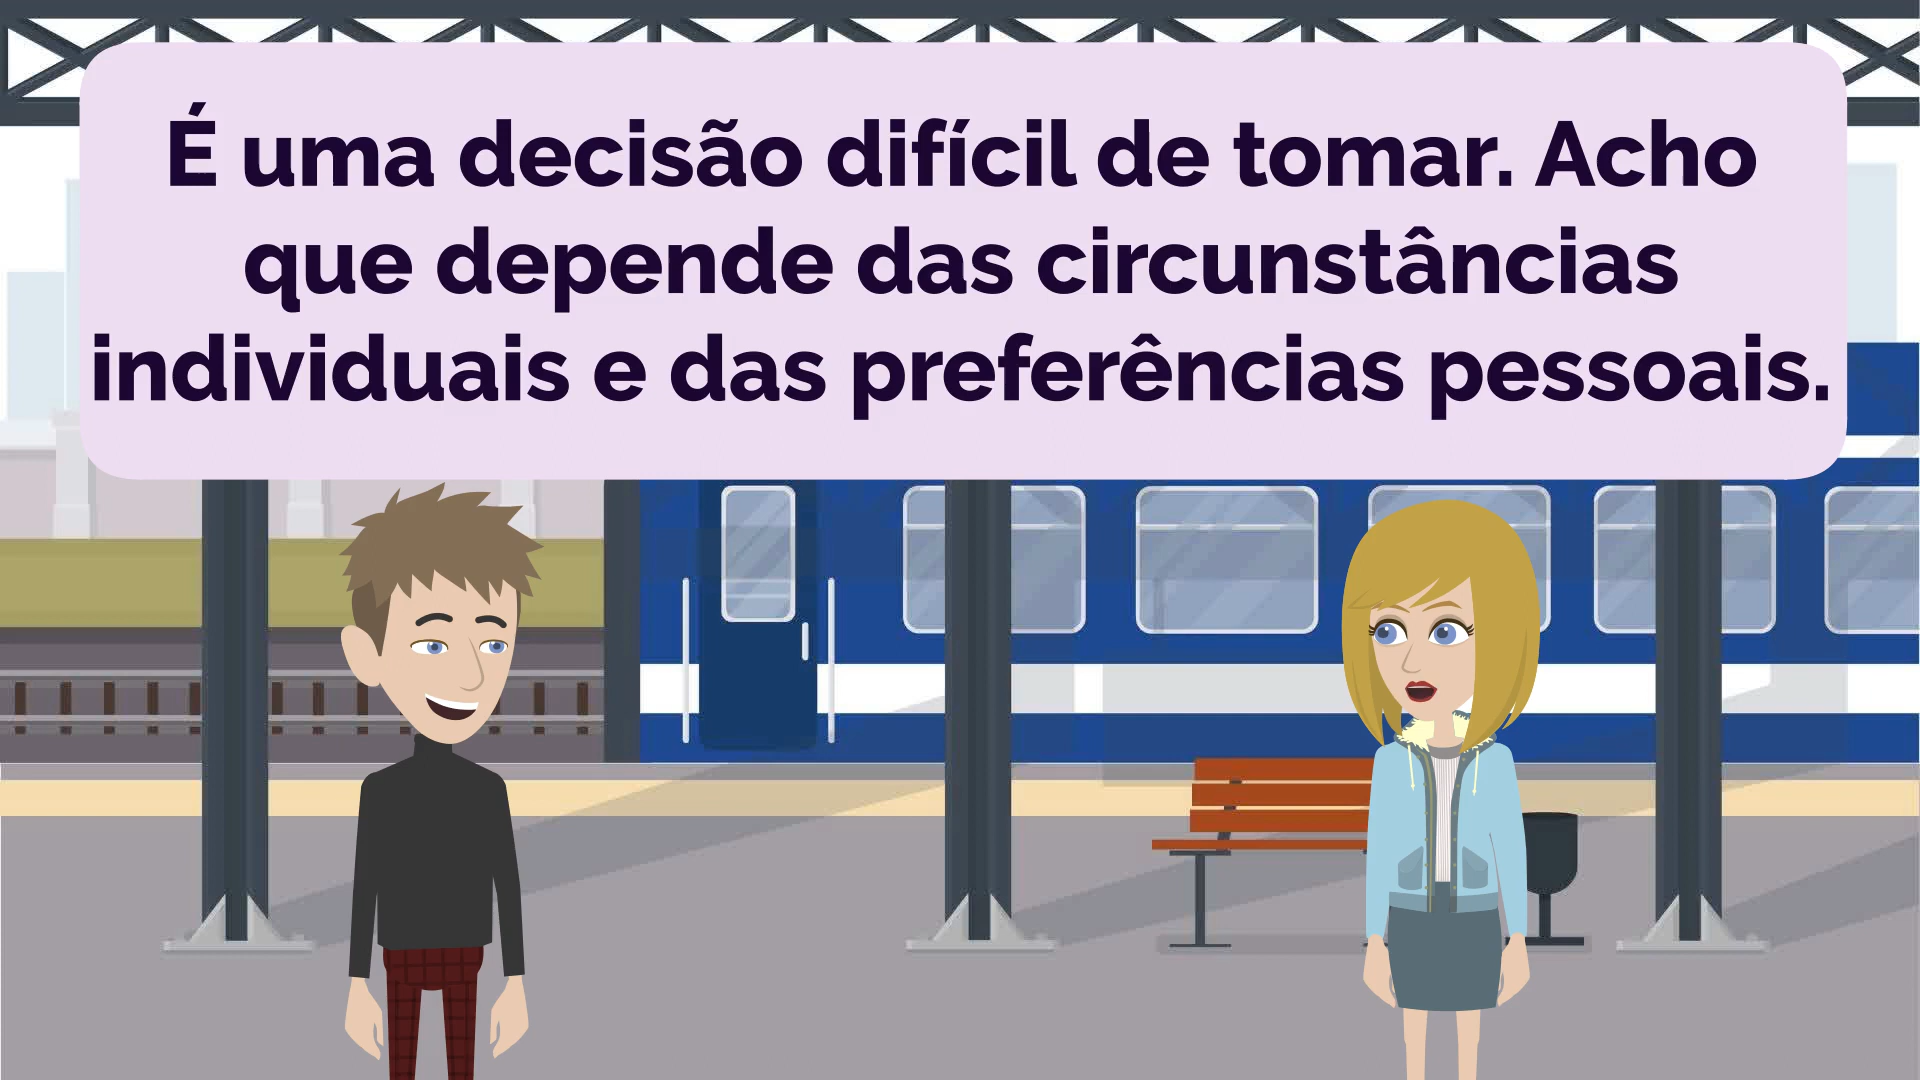 É uma decisão difícil de tomar. Acho
que depende das circunstâncias
individuais e das preferências pessoais.